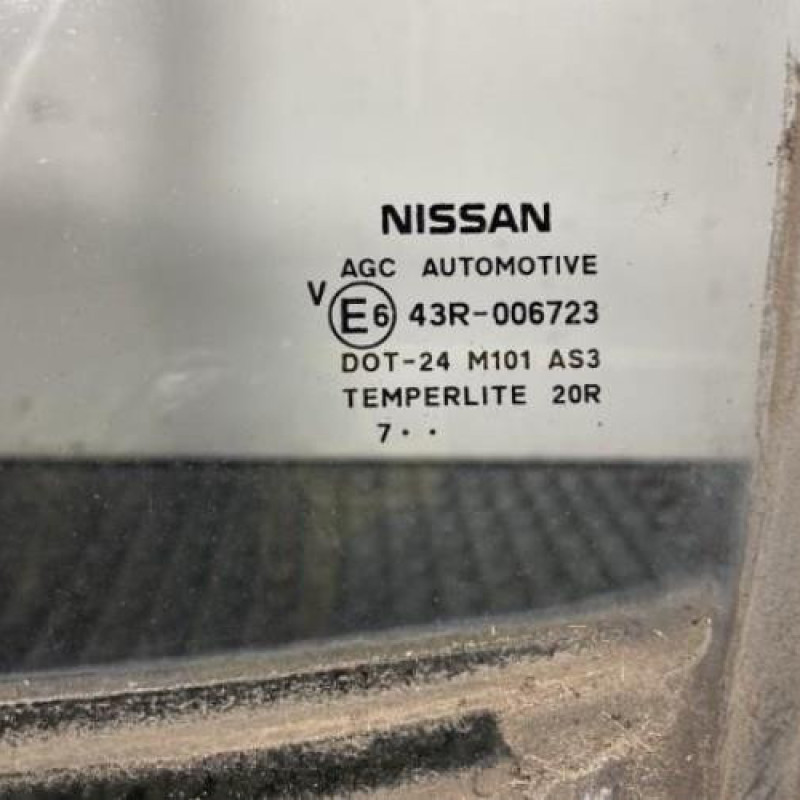 NISSAN
AGC AUTOMOTIVE
V E6 43R-006723
DOT-24 M101 AS3
TEMPERLITE 20R
7 • •